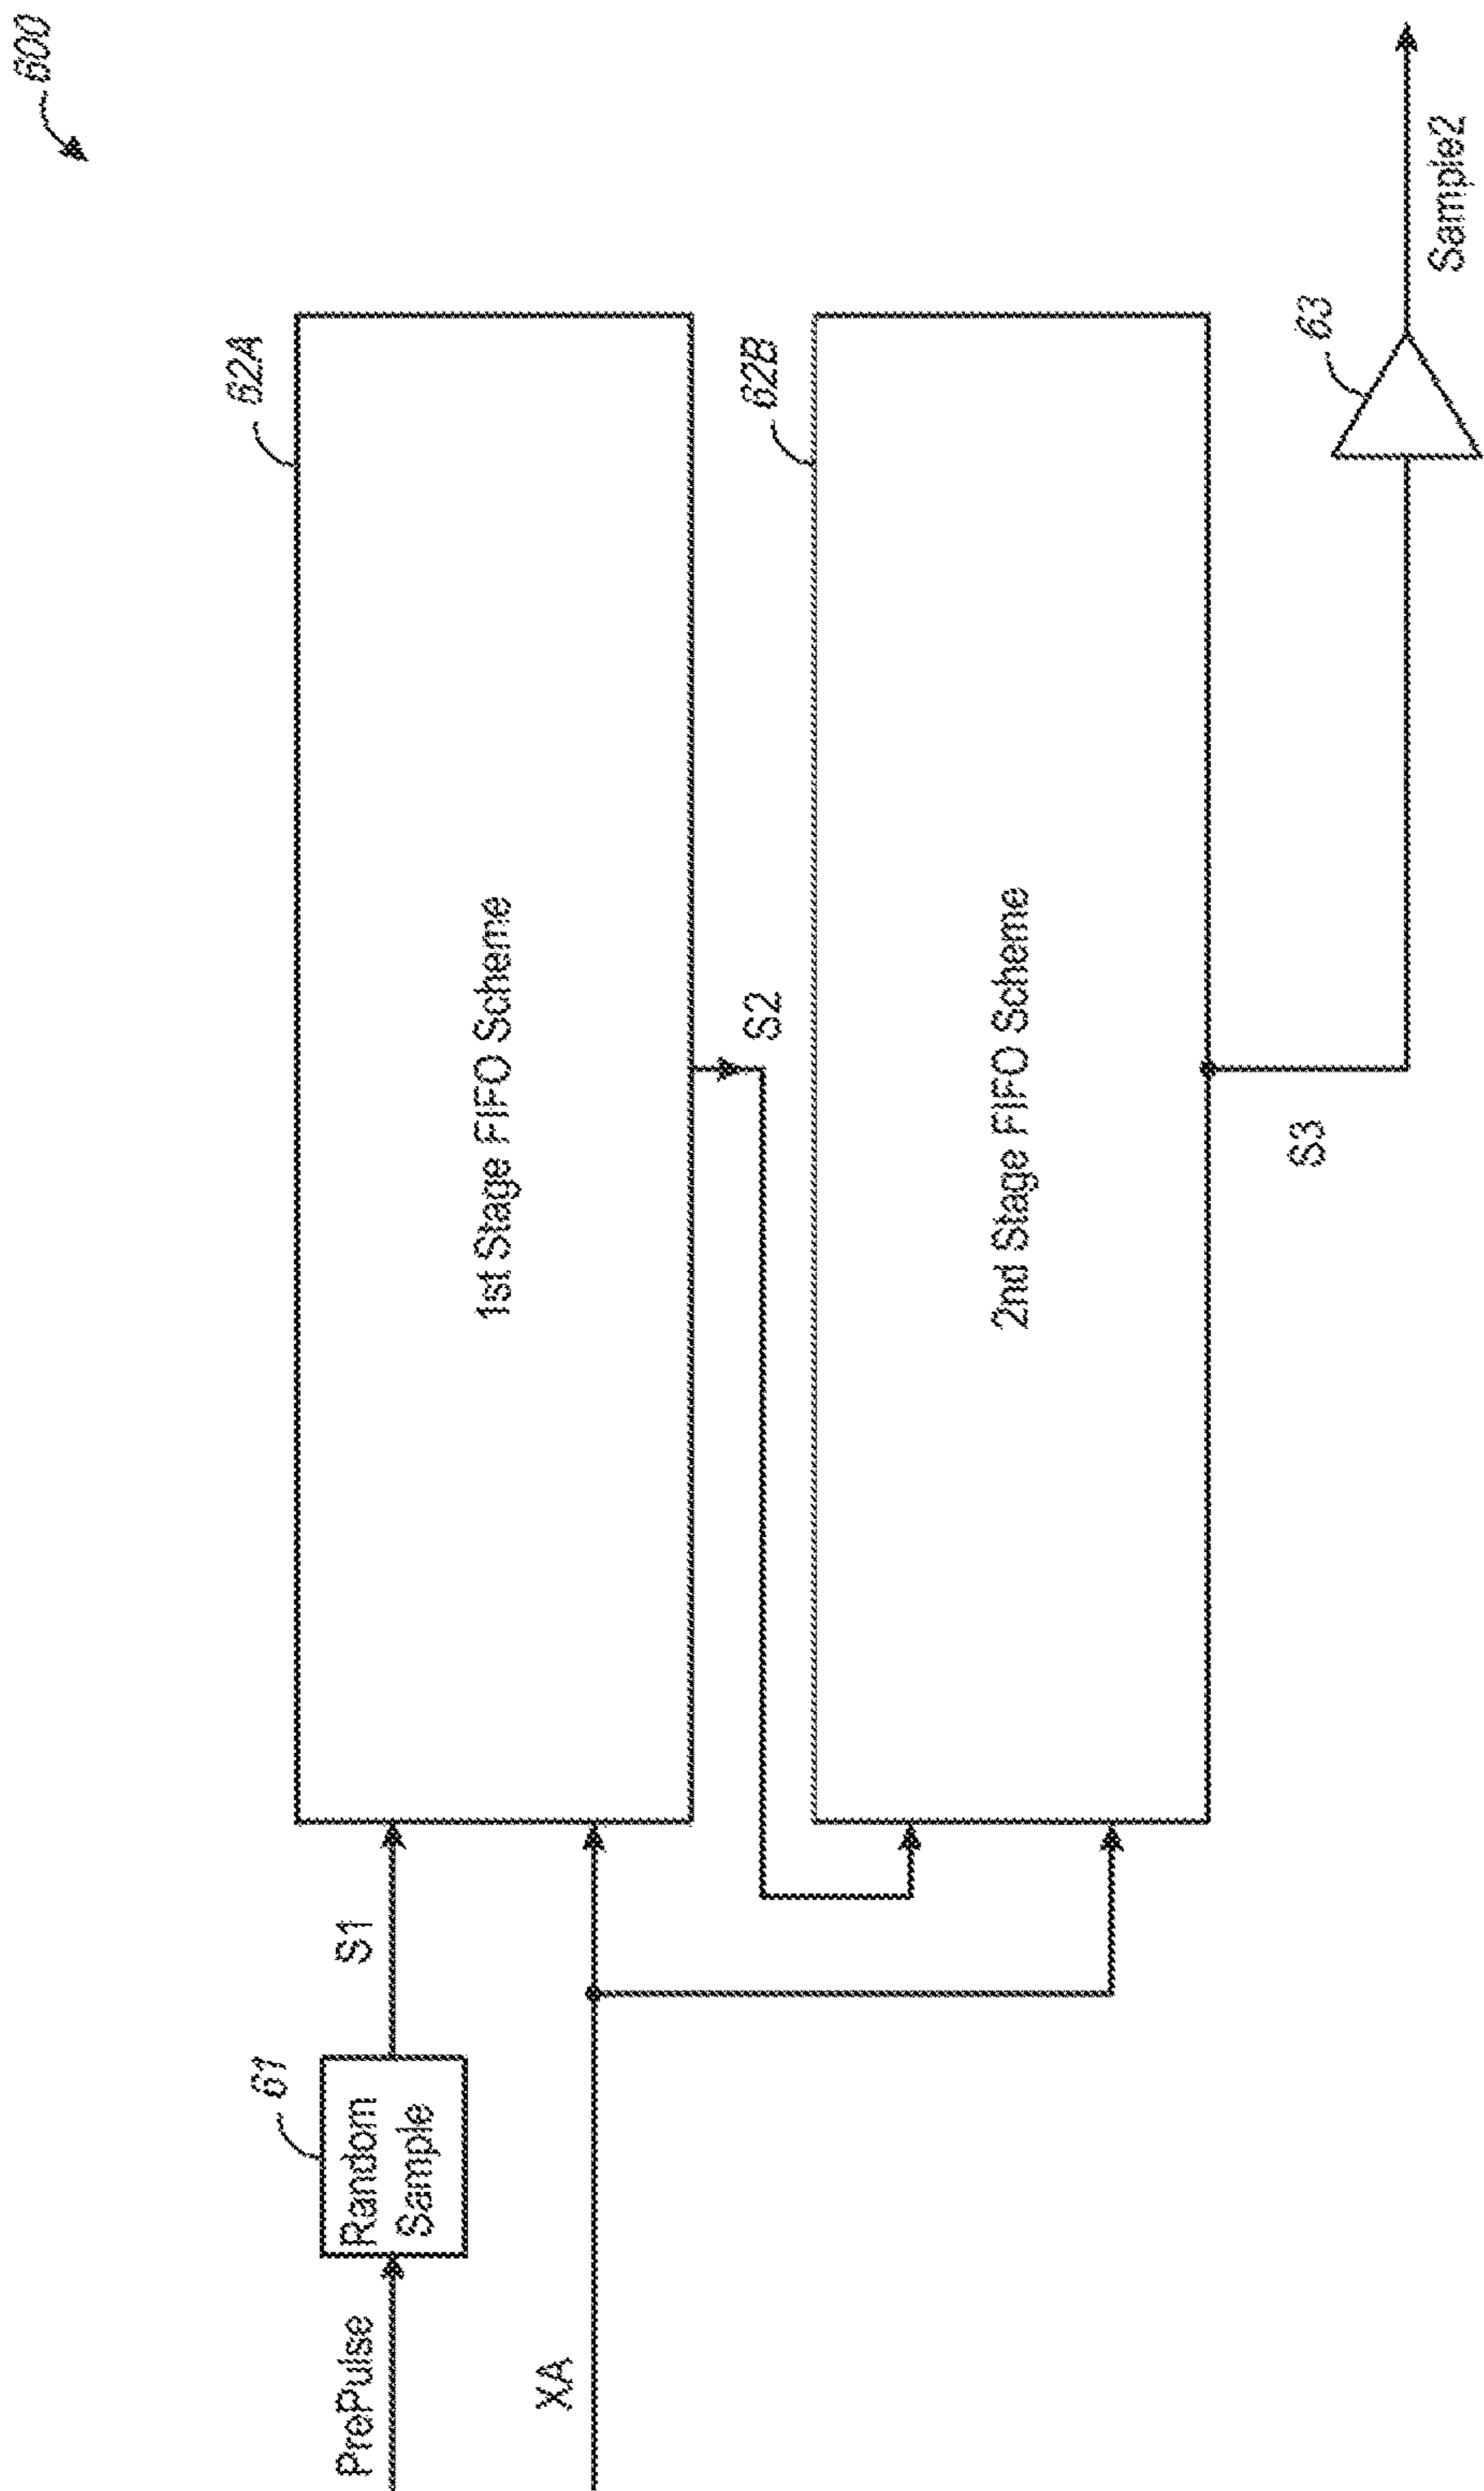 600
PrePulse
Random
Sample
61
S1
62A
1st Stage FIFO Scheme
XA
S2
62B
2nd Stage FIFO Scheme
S3
63
Sample2